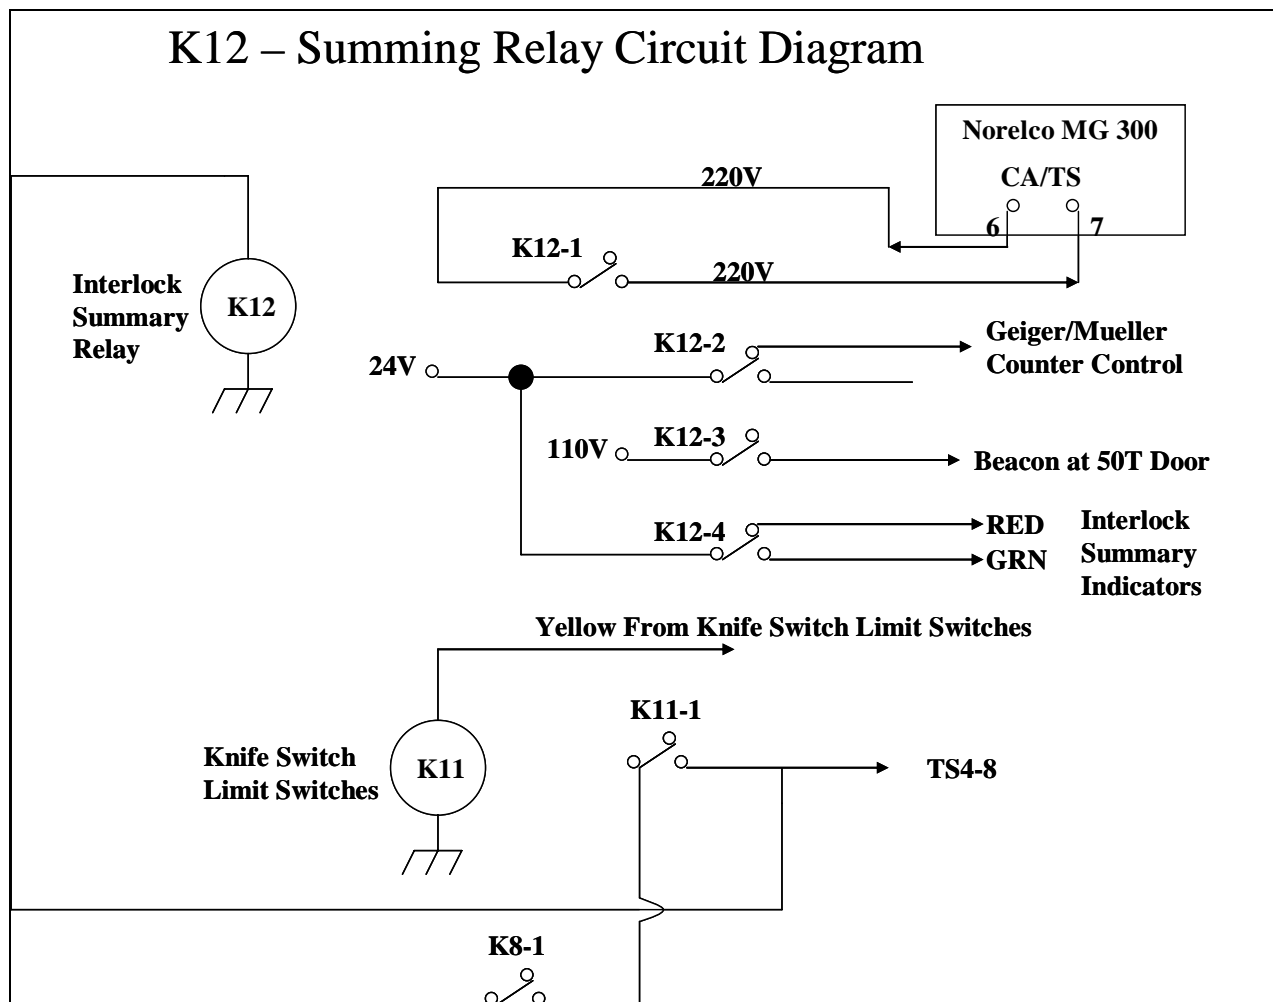 K12 – Summing Relay Circuit Diagram
Norelco MG 300
CA/TS
6
7
220V
K12-1
220V
Interlock
Summary
Relay
K12
24V
K12-2
Geiger/Mueller
Counter Control
110V
K12-3
Beacon at 50T Door
K12-4
RED
GRN
Interlock
Summary
Indicators
Yellow From Knife Switch Limit Switches
K11-1
Knife Switch
Limit Switches
K11
TS4-8
K8-1